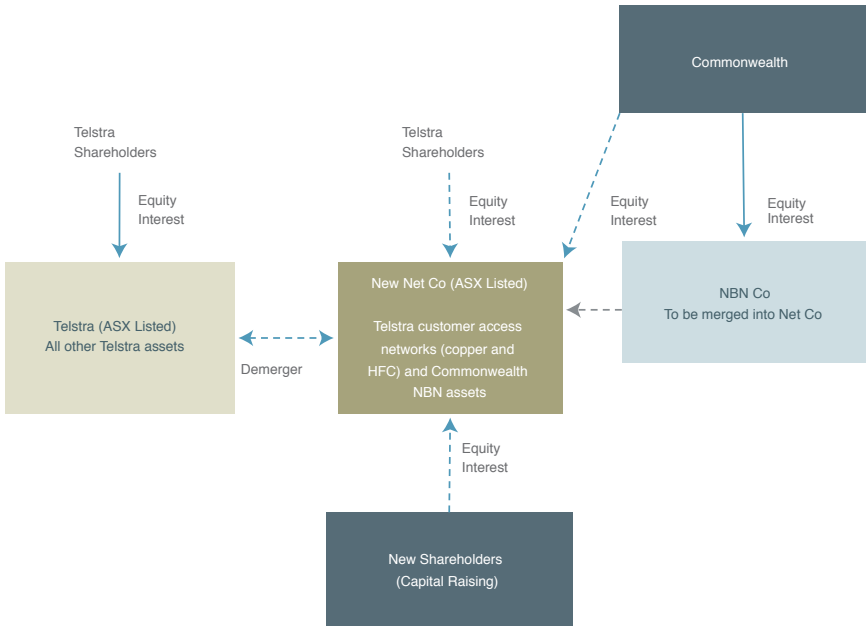 Commonwealth
Telstra
Shareholders
Equity
Interest
Telstra
Shareholders
Equity
Interest
Equity
Interest
Equity
Interest
Telstra (ASX Listed)
All other Telstra assets
Demerger
New Net Co (ASX Listed)
Telstra customer access
networks (copper and
HFC) and Commonwealth
NBN assets
NBN Co
To be merged into Net Co
Equity
Interest
New Shareholders
(Capital Raising)